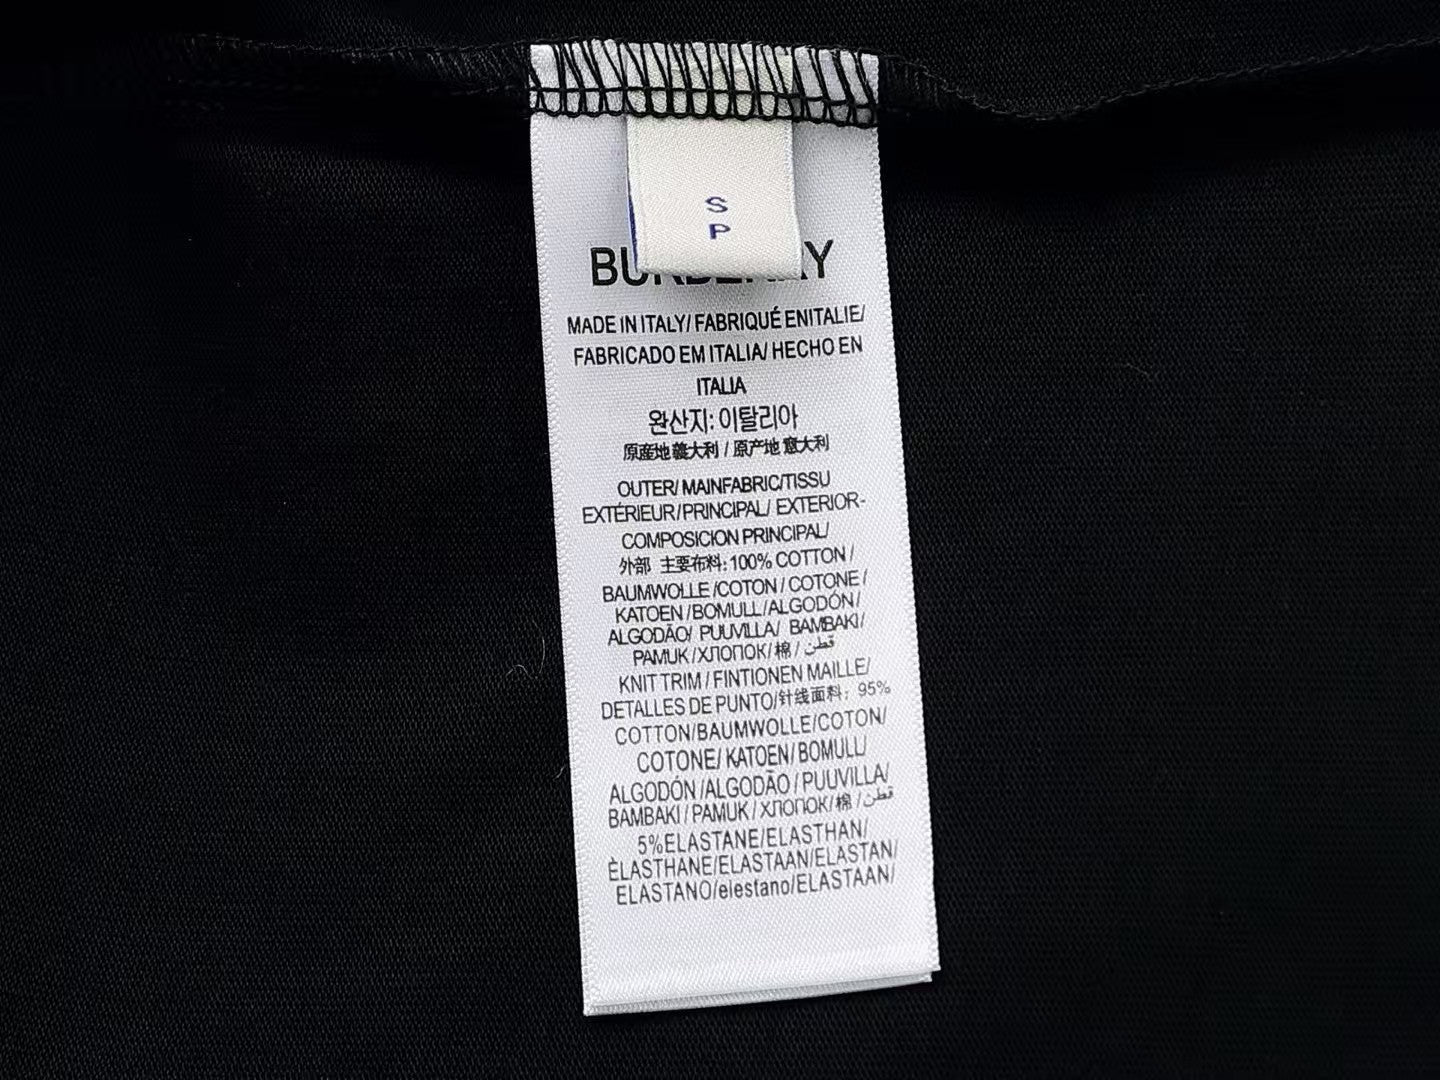 S
P
BURBERRY
MADE IN ITALY/ FABRIQUÉ ENITALIE/
FABRICADO EM ITALIA/ HECHO EN
ITALIA
완산지: 이탈리아
原産地 義大利 / 原产地 意大利
OUTER/ MAINFABRIC/TISSU
EXTÉRIEUR/PRINCIPAL/ EXTERIOR-
COMPOSICION PRINCIPAL/
外部 主要布料: 100% COTTON /
BAUMWOLLE /COTON / COTONE /
KATOEN /BOMULL/ALGODÓN/
ALGODÃO/ PUUVILLA/ BAMBAKI/
PAMUK /ХЛОПОК/ 棉 / قطن
KNIT TRIM / FINTIONEN MAILLE/
DETALLES DE PUNTO/针线面料: 95%
COTTON/BAUMWOLLE/COTON/
COTONE/ KATOEN/ BOMULL/
ALGODÓN /ALGODÃO / PUUVILLA/
BAMBAKI / PAMUK / ХЛОПОК/ 棉 / قطن
5%ELASTANE/ELASTHAN/
ÈLASTHANE/ELASTAAN/ELASTAN/
ELASTANO/elestano/ELASTAAN/